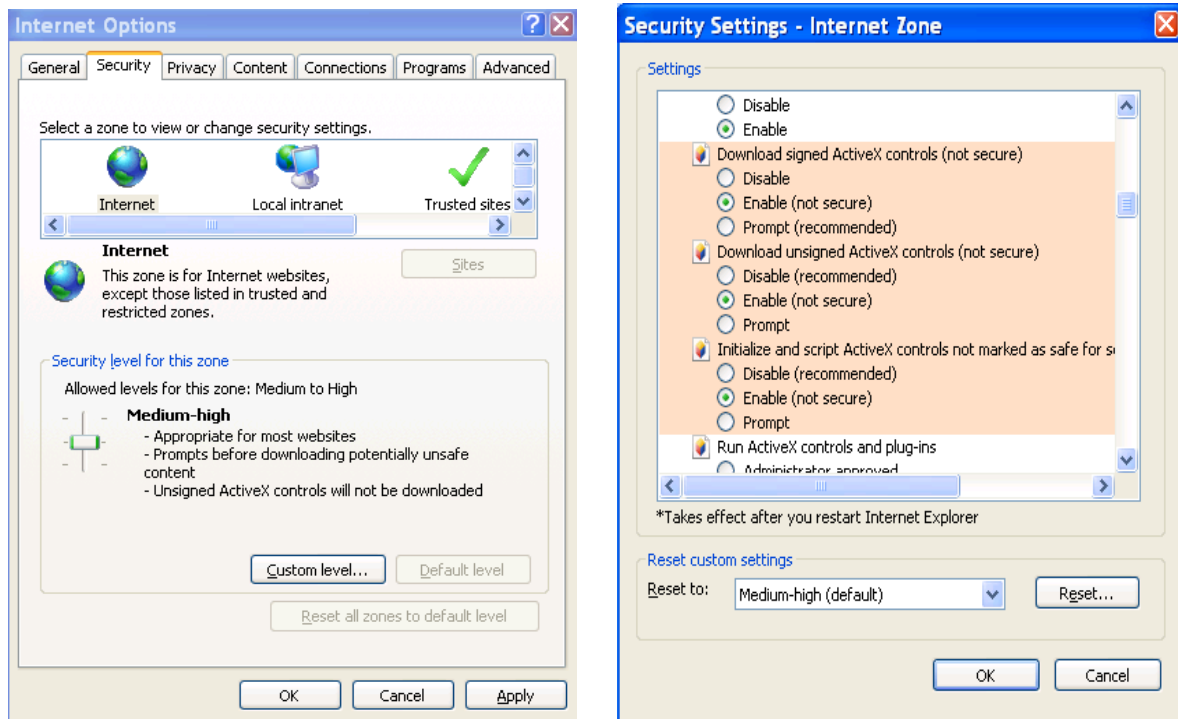 Internet Options
General Security Privacy Content Connections Programs Advanced
Select a zone to view or change security settings.
Internet Local intranet Trusted sites
Internet
Sites
This zone is for Internet websites,
except those listed in trusted and
restricted zones.
Security level for this zone
Allowed levels for this zone: Medium to High
Medium-high
- Appropriate for most websites
- Prompts before downloading potentially unsafe
content
- Unsigned ActiveX controls will not be downloaded
Custom level... Default level
Reset all zones to default level
OK Cancel Apply
Security Settings - Internet Zone
Settings
Disable
Enable
Download signed ActiveX controls (not secure)
Disable
Enable (not secure)
Prompt (recommended)
Download unsigned ActiveX controls (not secure)
Disable (recommended)
Enable (not secure)
Prompt
Initialize and script ActiveX controls not marked as safe for s
Disable (recommended)
Enable (not secure)
Prompt
Run ActiveX controls and plug-ins
Administrator approved
*Takes effect after you restart Internet Explorer
Reset custom settings
Reset to: Medium-high (default) Reset...
OK Cancel